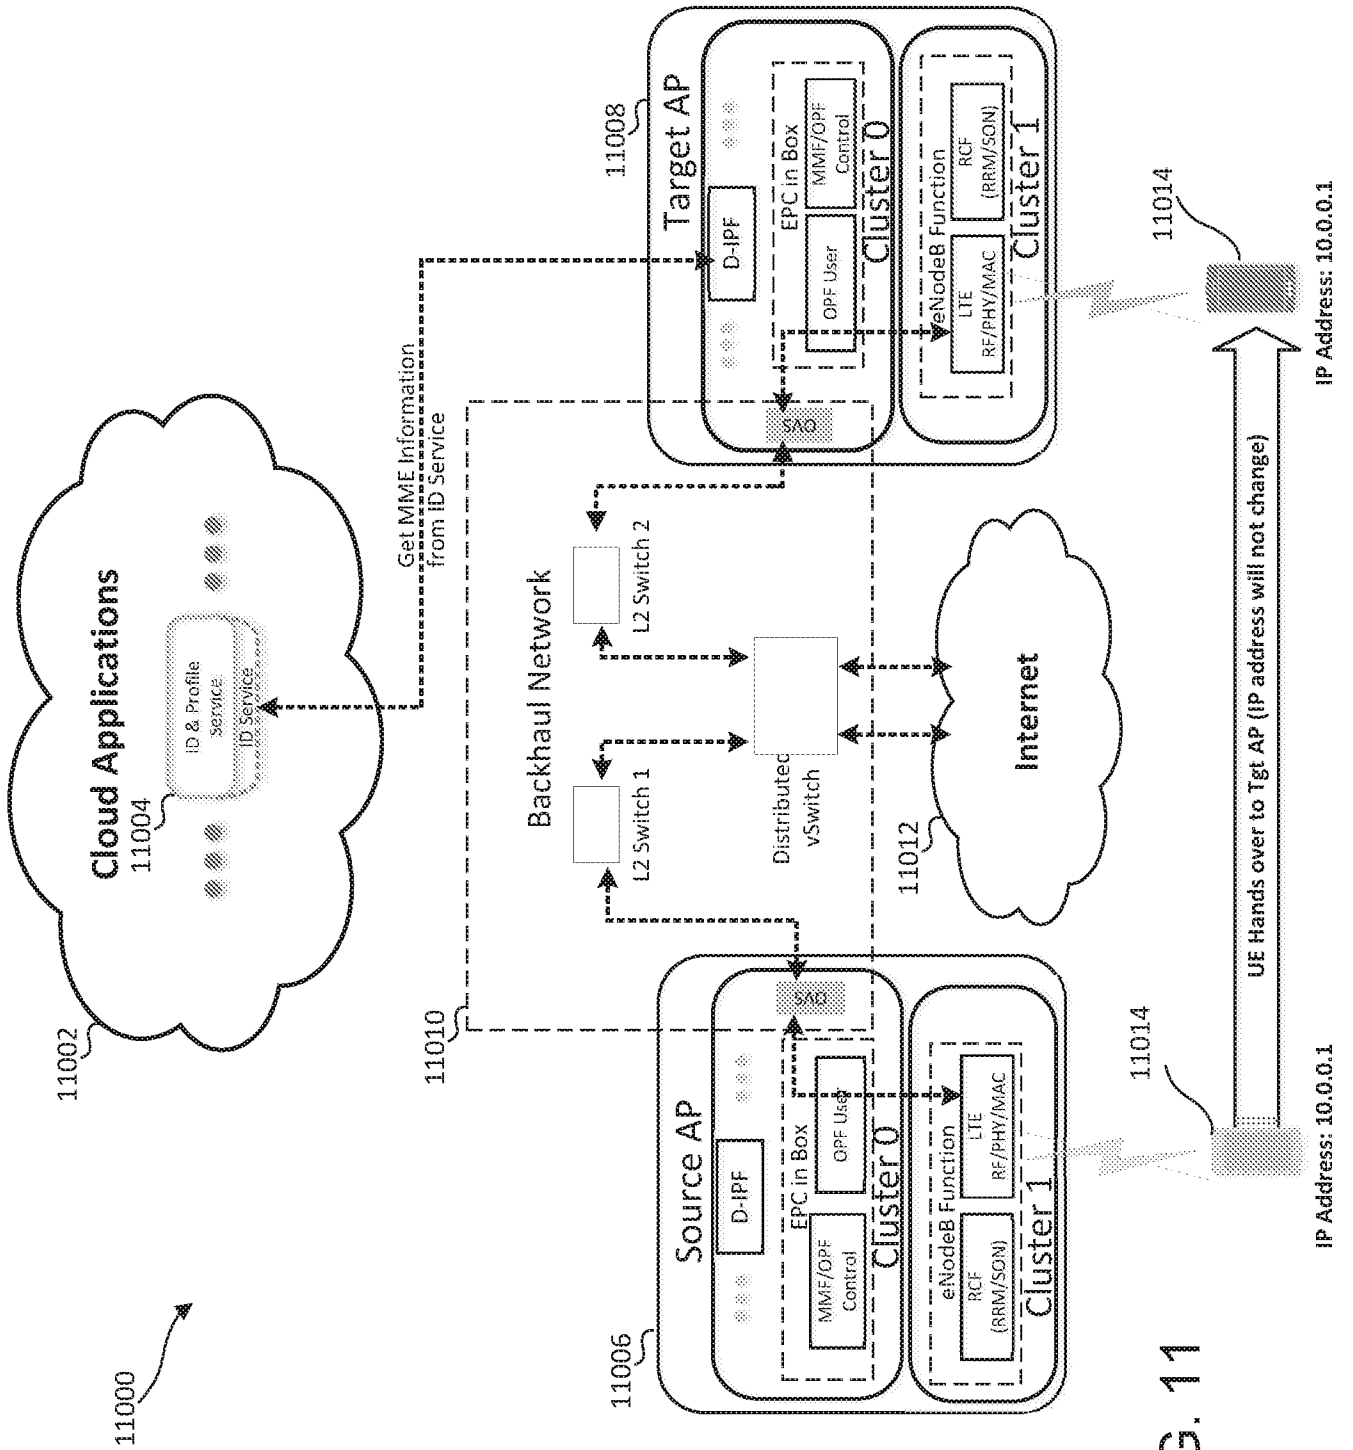 11000
11002
Cloud Applications
11004
ID & Profile
Service
ID Service
Get MME Information
from ID Service
11010
Backhaul Network
L2 Switch 1
L2 Switch 2
Distributed
vSwitch
11006
Source AP
D-IPF
OVS
EPC in Box
MMF/OPF
Control
OPF User
Cluster 0
eNodeB Function
RCF
(RRM/SON)
LTE
RF/PHY/MAC
Cluster 1
11008
Target AP
D-IPF
OVS
EPC in Box
OPF User
MMF/OPF
Control
Cluster 0
eNodeB Function
LTE
RF/PHY/MAC
RCF
(RRM/SON)
Cluster 1
11012
Internet
11014
11014
UE Hands over to Tgt AP (IP address will not change)
IP Address: 10.0.0.1
IP Address: 10.0.0.1
G. 11